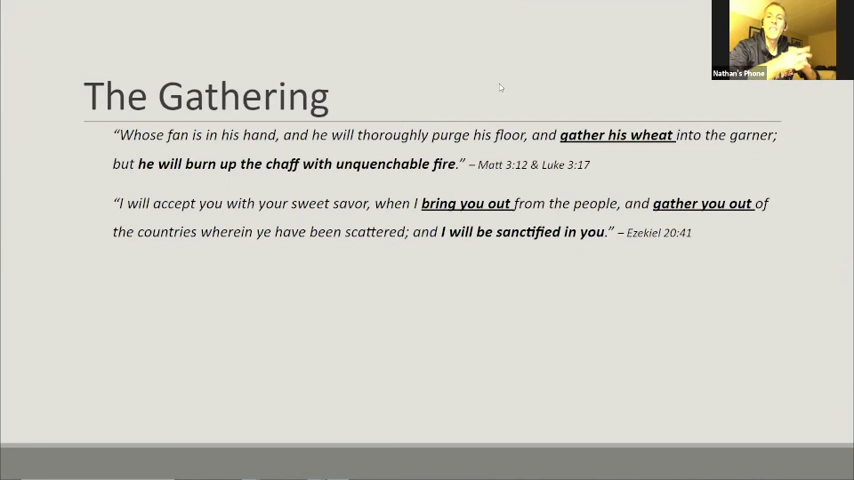 Nathan's Phone
The Gathering
“Whose fan is in his hand, and he will thoroughly purge his floor, and gather his wheat into the garner;
but he will burn up the chaff with unquenchable fire.” – Matt 3:12 & Luke 3:17
“I will accept you with your sweet savor, when I bring you out from the people, and gather you out of
the countries wherein ye have been scattered; and I will be sanctified in you.” – Ezekiel 20:41